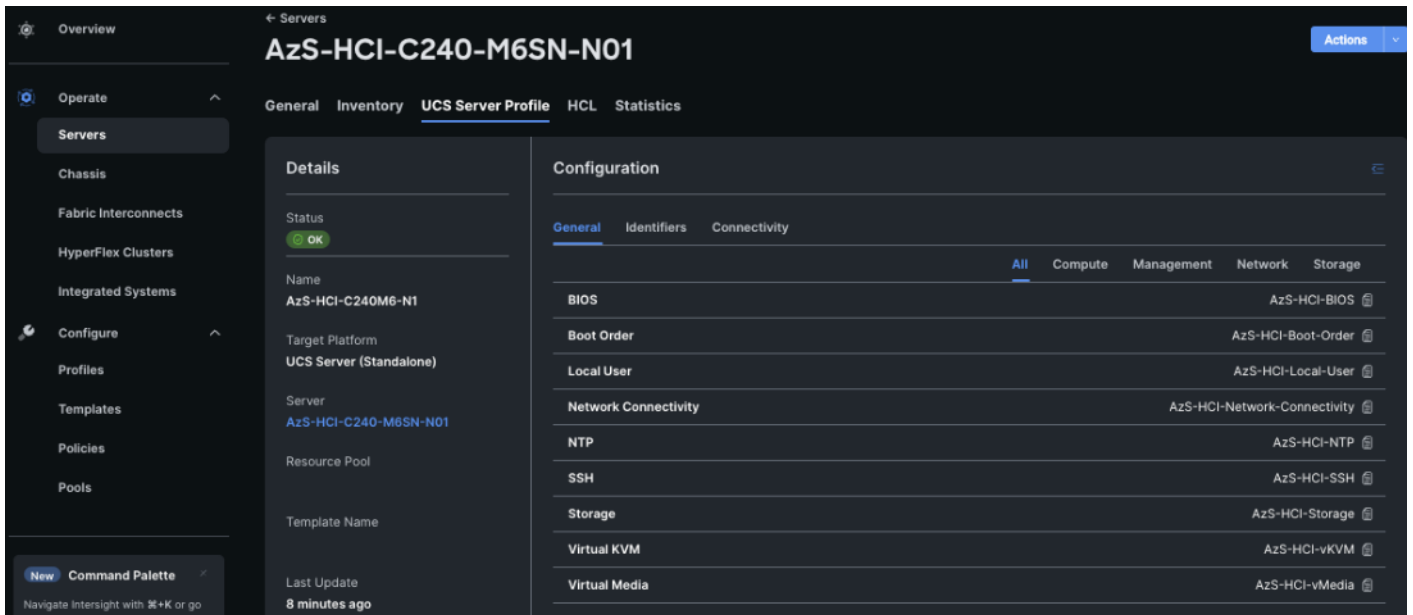 Overview
Operate
Servers
Chassis
Fabric Interconnects
HyperFlex Clusters
Integrated Systems
Configure
Profiles
Templates
Policies
Pools
New Command Palette
Navigate Intersight with ⌘+K or go
← Servers
AzS-HCI-C240-M6SN-N01
Actions
General Inventory UCS Server Profile HCL Statistics
Details
Status
OK
Name
AzS-HCI-C240M6-N1
Target Platform
UCS Server (Standalone)
Server
AzS-HCI-C240-M6SN-N01
Resource Pool
Template Name
Last Update
8 minutes ago
Configuration
General Identifiers Connectivity
All Compute Management Network Storage
BIOS AzS-HCI-BIOS
Boot Order AzS-HCI-Boot-Order
Local User AzS-HCI-Local-User
Network Connectivity AzS-HCI-Network-Connectivity
NTP AzS-HCI-NTP
SSH AzS-HCI-SSH
Storage AzS-HCI-Storage
Virtual KVM AzS-HCI-vKVM
Virtual Media AzS-HCI-vMedia